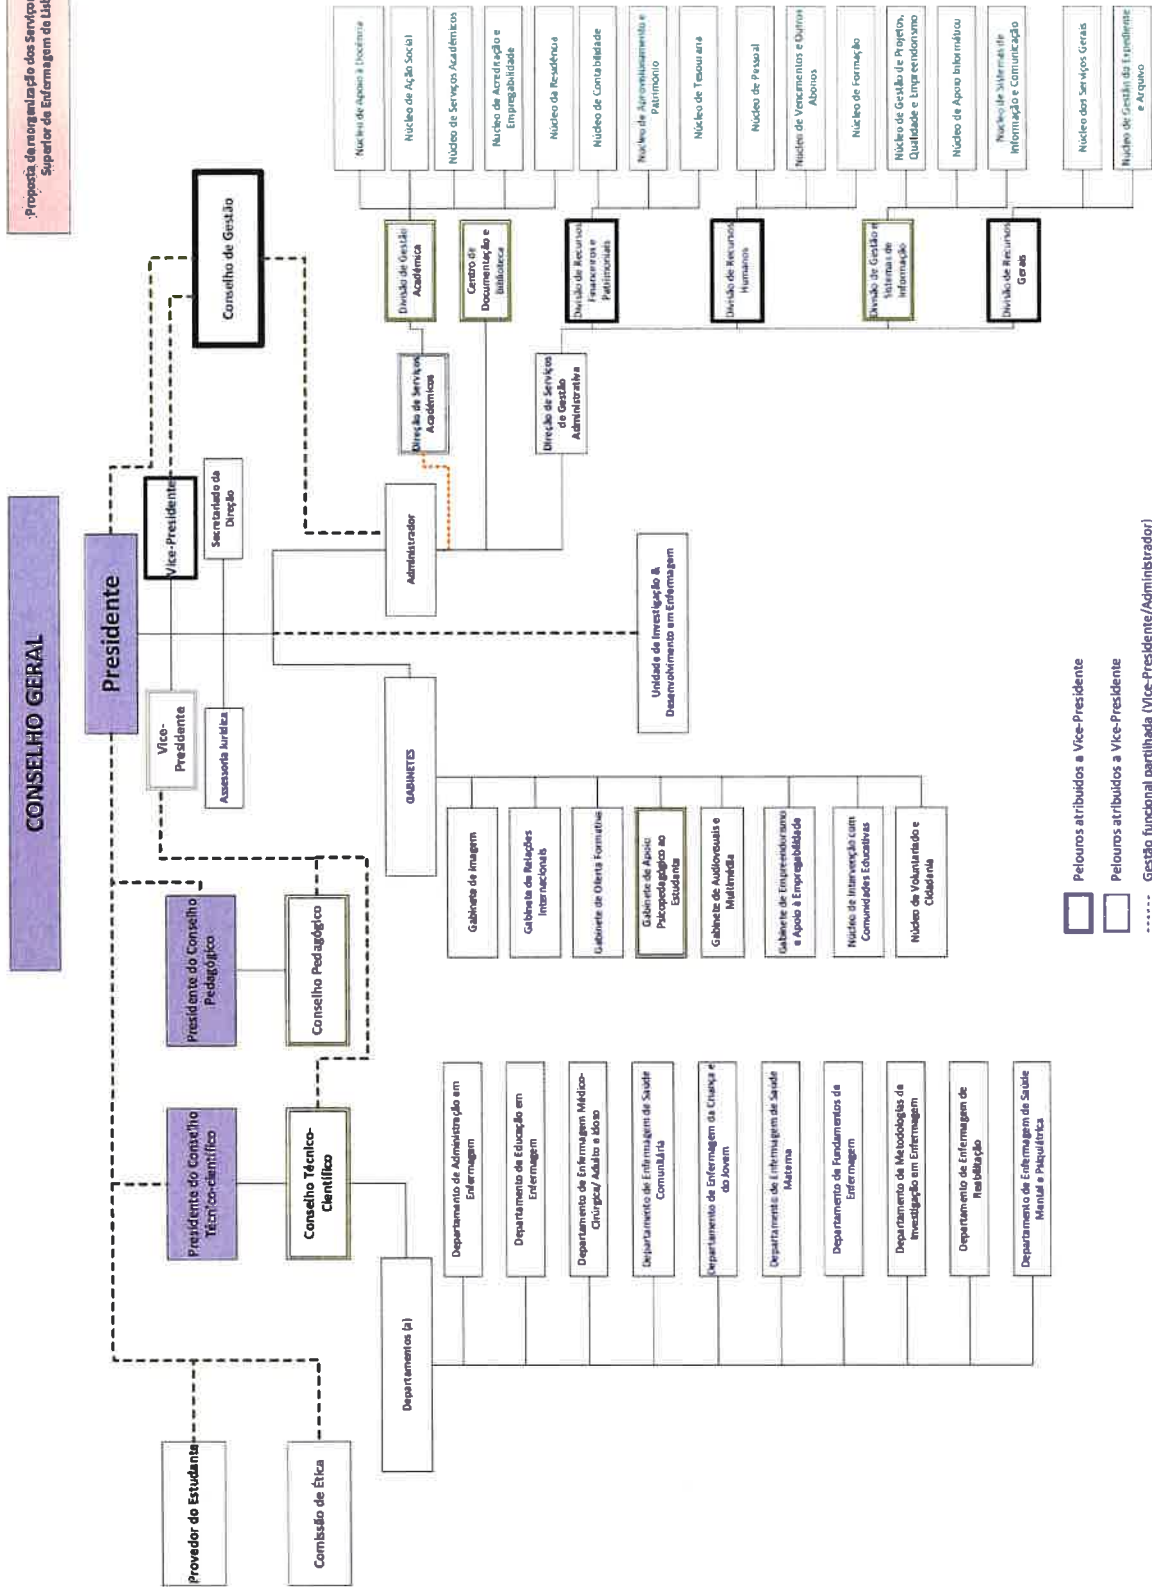 Proposta de reorganização dos Serviços
Superior de Enfermagem de Lisb
CONSELHO GERAL
Presidente
Vice-
Presidente
Vice-Presidente
Assessoria Jurídica
Secretariado da
Direção
Conselho de Gestão
Provedor do Estudante
Comissão de Ética
Presidente do Conselho
Técnico-científico
Presidente do Conselho
Pedagógico
Conselho Técnico-
Científico
Conselho Pedagógico
Departamentos (a)
Departamento de Administração em
Enfermagem
Departamento de Educação em
Enfermagem
Departamento de Enfermagem Médico-
Cirúrgica/ Adulto e Idoso
Departamento de Enfermagem de Saúde
Comunitária
Departamento de Enfermagem da Criança e
do Jovem
Departamento de Enfermagem de Saúde
Materna
Departamento de Fundamentos de
Enfermagem
Departamento de Metodologias de
Investigação em Enfermagem
Departamento de Enfermagem de
Reabilitação
Departamento de Enfermagem de Saúde
Mental e Psiquiátrica
GABINETES
Gabinete de Imagem
Gabinete de Relações
Internacionais
Gabinete de Oferta Formativa
Gabinete de Apoio
Psicopedagógico ao
Estudante
Gabinete de Audiovisuais e
Multimédia
Gabinete de Empreendorismo
e Apoio à Empregabilidade
Núcleo de Intervenção com
Comunidades Educativas
Núcleo de Voluntariado e
Cidadania
Unidade de Investigação &
Desenvolvimento em Enfermagem
Administrador
Direção de Serviços
Académicos
Direção de Serviços
de Gestão
Administrativa
Divisão de Gestão
Académica
Centro de
Documentação e
Biblioteca
Divisão de Recursos
Financeiros e
Patrimoniais
Divisão de Recursos
Humanos
Divisão de Gestão e
Sistemas de
Informação
Divisão de Recursos
Gerais
Núcleo de Apoio à Docência
Núcleo de Ação Social
Núcleo de Serviços Académicos
Núcleo de Acreditação e
Empregabilidade
Núcleo da Residência
Núcleo de Contabilidade
Núcleo de Aprovisionamento e
Património
Núcleo de Tesouraria
Núcleo de Pessoal
Núcleo de Vencimentos e Outros
Abonos
Núcleo de Formação
Núcleo de Gestão de Projetos,
Qualidade e Empreendorismo
Núcleo de Apoio Informático
Núcleo de Sistemas de
Informação e Comunicação
Núcleo dos Serviços Gerais
Núcleo de Gestão do Expediente
e Arquivo
Pelouros atribuídos a Vice-Presidente
Pelouros atribuídos a Vice-Presidente
Gestão funcional partilhada (Vice-Presidente/Administrador)